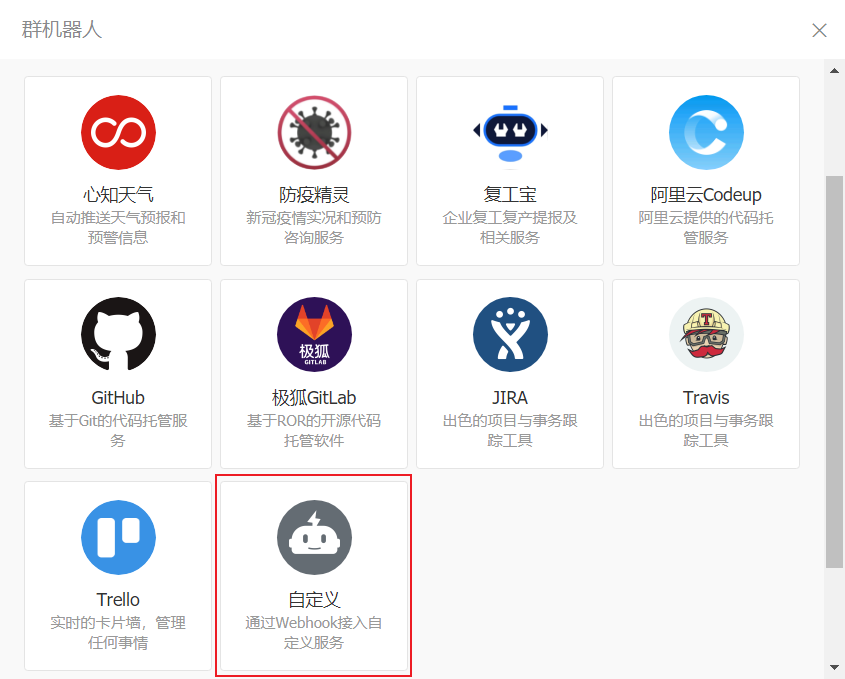 群机器人
心知天气
自动推送天气预报和
预警信息
防疫精灵
新冠疫情实况和预防
咨询服务
复工宝
企业复工复产提报及
相关服务
阿里云Codeup
阿里云提供的代码托
管服务
GitHub
基于Git的代码托管服
务
极狐
GITLAB
极狐GitLab
基于ROR的开源代码
托管软件
JIRA
出色的项目与事务跟
踪工具
T
Travis
出色的项目与事务跟
踪工具
Trello
实时的卡片墙，管理
任何事情
自定义
通过Webhook接入自
定义服务